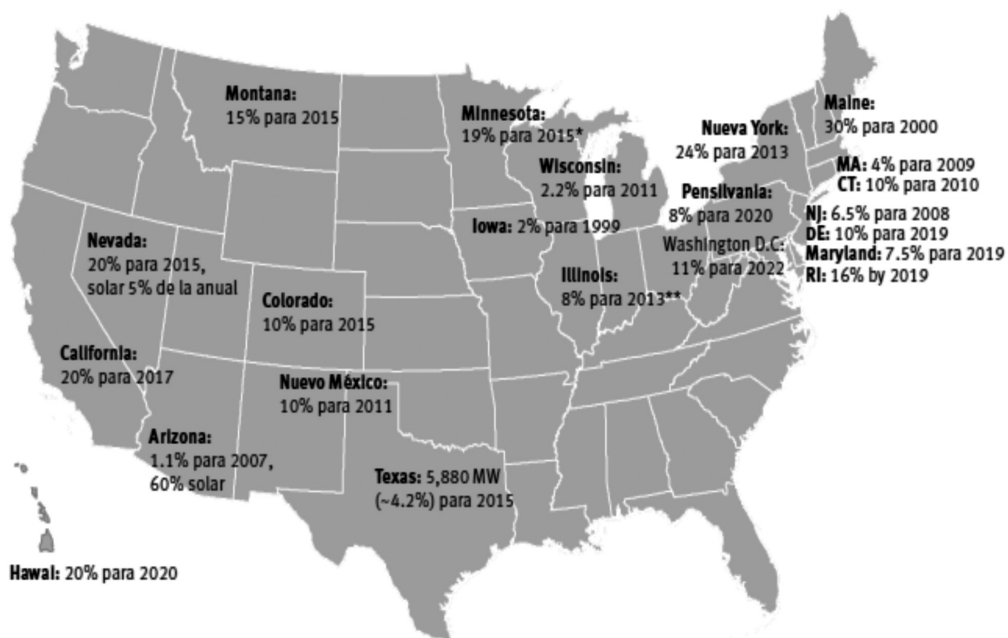 Montana:
15% para 2015
Minnesota:
19% para 2015*
Maine:
30% para 2000
Nueva York:
24% para 2013
Wisconsin:
2.2% para 2011
MA: 4% para 2009
CT: 10% para 2010
Pensilvania:
8% para 2020
Iowa: 2% para 1999
NJ: 6.5% para 2008
DE: 10% para 2019
Maryland: 7.5% para 2019
RI: 16% by 2019
Washington D.C:
11% para 2022
Nevada:
20% para 2015,
solar 5% de la anual
Illinois:
8% para 2013**
Colorado:
10% para 2015
California:
20% para 2017
Nuevo México:
10% para 2011
Arizona:
1.1% para 2007,
60% solar
Texas: 5,880 MW
(~4.2%) para 2015
Hawai: 20% para 2020